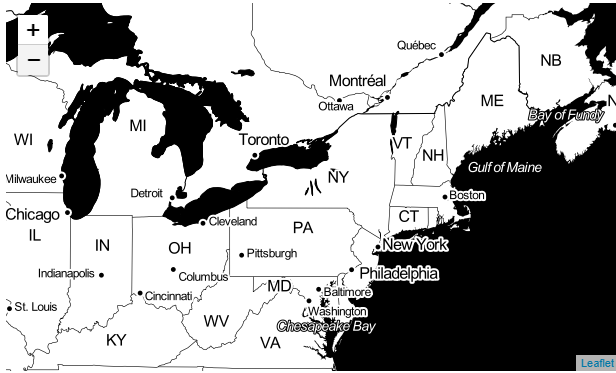 +
−
Québec
NB
Montréal
Ottawa
ME
Bay of Fundy
N
MI
WI
Toronto
VT
NH
Gulf of Maine
NY
Milwaukee
Detroit
Boston
Chicago
CT
Cleveland
PA
IL
IN
OH
New York
Pittsburgh
Indianapolis
Columbus
Philadelphia
MD
Baltimore
Cincinnati
St. Louis
Washington
WV
Chesapeake Bay
KY
VA
Leaflet